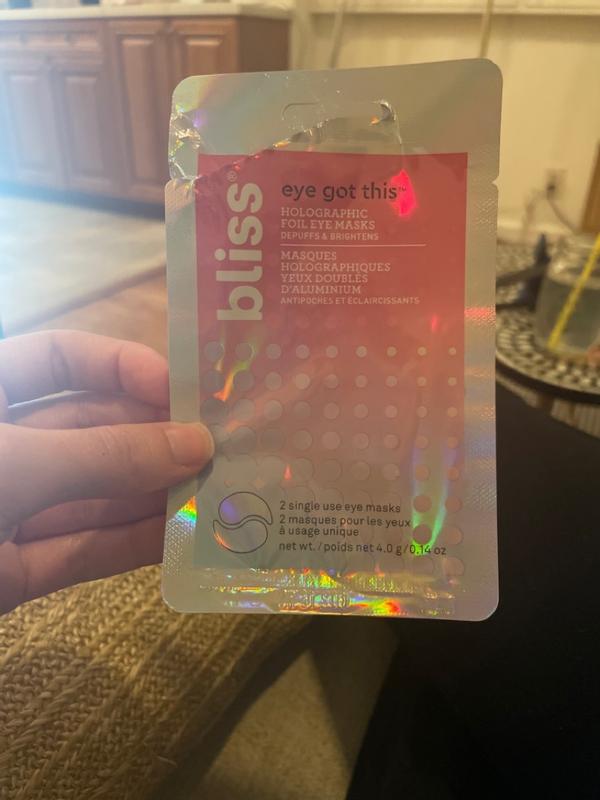 bliss®
eye got this™
HOLOGRAPHIC
FOIL EYE MASKS
DEPUFFS & BRIGHTENS
MASQUES
HOLOGRAPHIQUES
YEUX DOUBLÉS
D'ALUMINIUM
ANTIPOCHES ET ÉCLAIRCISSANTS
2 single use eye masks
2 masques pour les yeux
à usage unique
net wt. / poids net 4.0 g/0.14 oz